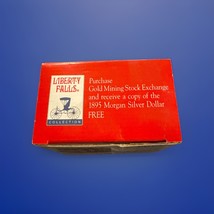 LIBERTY
FALLS
COLLECTION
Purchase
Gold Mining Stock Exchange
and receive a copy of the
1895 Morgan Silver Dollar
FREE